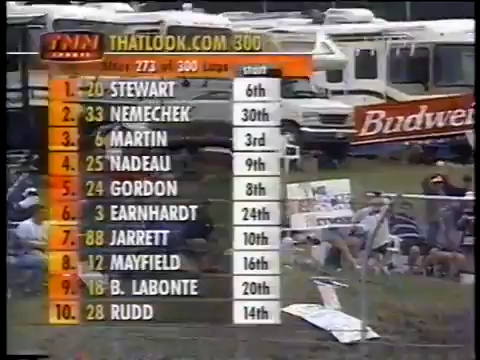 TNN THATLOOK.COM 300
SPORTS After 273 of 300 Laps start
1. 20 STEWART 6th
2. 33 NEMECHEK 30th
3. 6 MARTIN 3rd
4. 25 NADEAU 9th
5. 24 GORDON 8th
6. 3 EARNHARDT 24th
7. 88 JARRETT 10th
8. 12 MAYFIELD 16th
9. 18 B. LABONTE 20th
10. 28 RUDD 14th
Budwei